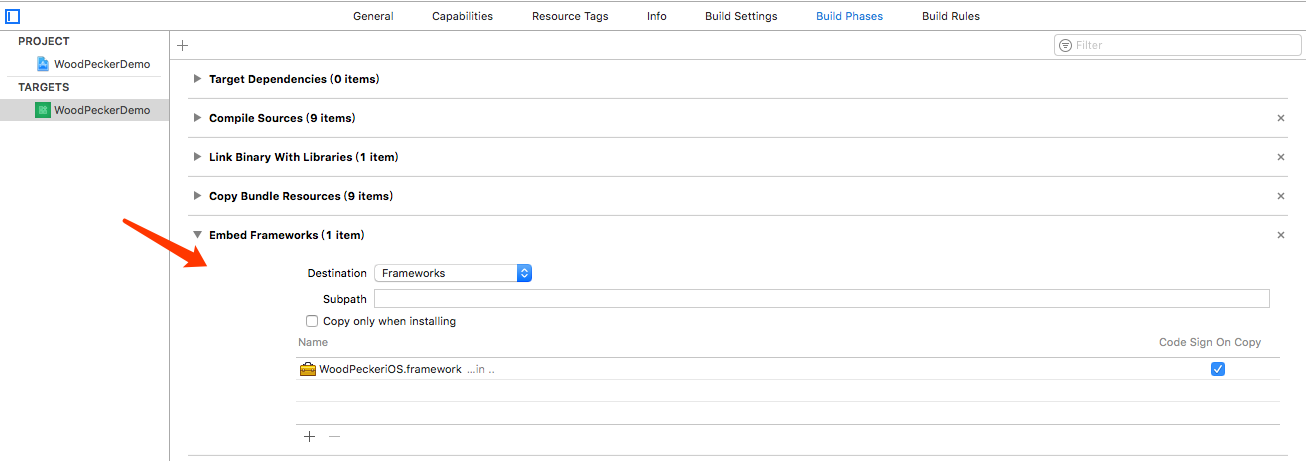 General Capabilities Resource Tags Info Build Settings Build Phases Build Rules
PROJECT
WoodPeckerDemo
TARGETS
WoodPeckerDemo
Filter
Target Dependencies (0 items)
Compile Sources (9 items)
Link Binary With Libraries (1 item)
Copy Bundle Resources (9 items)
Embed Frameworks (1 item)
Destination Frameworks
Subpath
Copy only when installing
Name Code Sign On Copy
WoodPeckeriOS.framework ...in ..